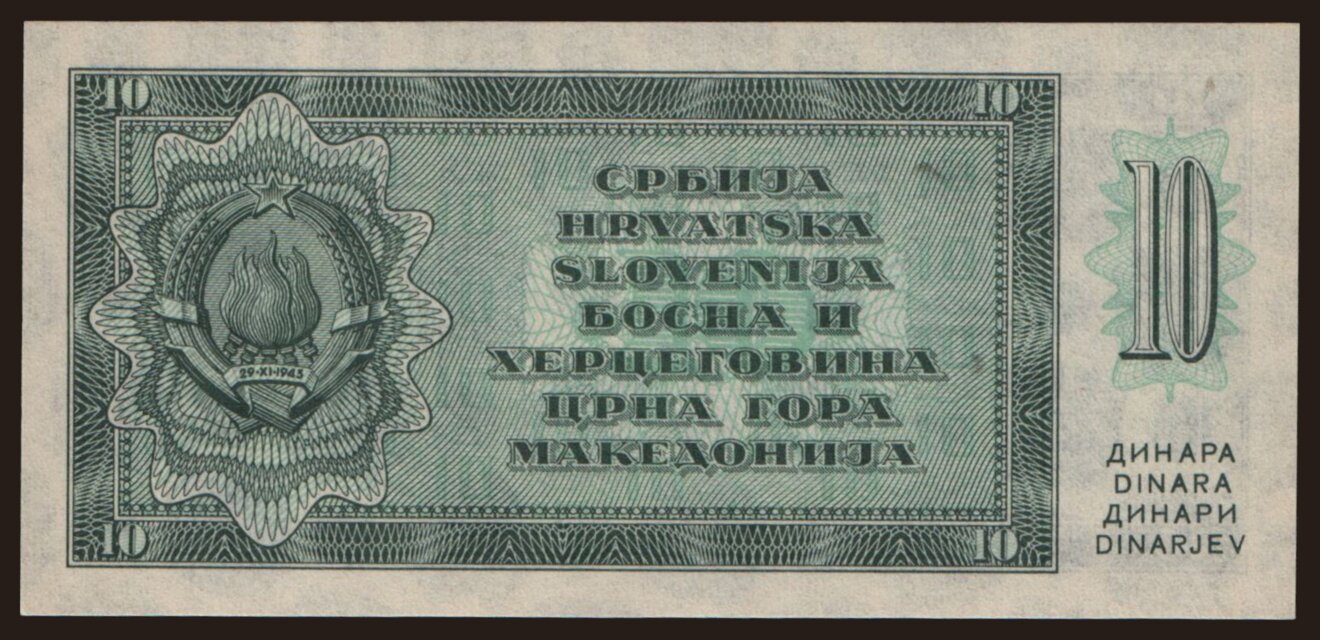 10 10
СРБИЈА
HRVATSKA
SLOVENIJA
БОСНА И
ХЕРЦЕГОВИНА
ЦРНА ГОРА
МАКЕДОНИЈА
29·XI·1943
10 10
10
ДИНАРА
DINARA
ДИНАРИ
DINARJEV